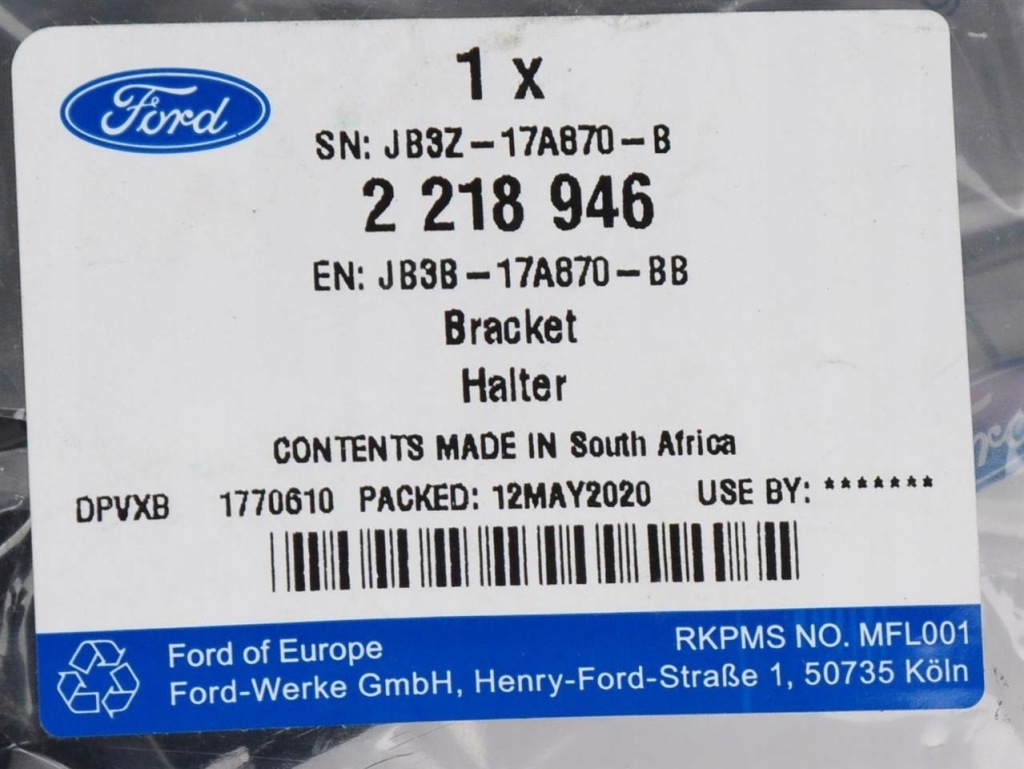 Ford
1 x
SN: JB3Z-17A870-B
2 218 946
EN: JB3B-17A870-BB
Bracket
Halter
CONTENTS MADE IN South Africa
DPVXB 1770610 PACKED: 12MAY2020 USE BY: *******
Ford of Europe RKPMS NO. MFL001
Ford-Werke GmbH, Henry-Ford-Straße 1, 50735 Köln
Ford